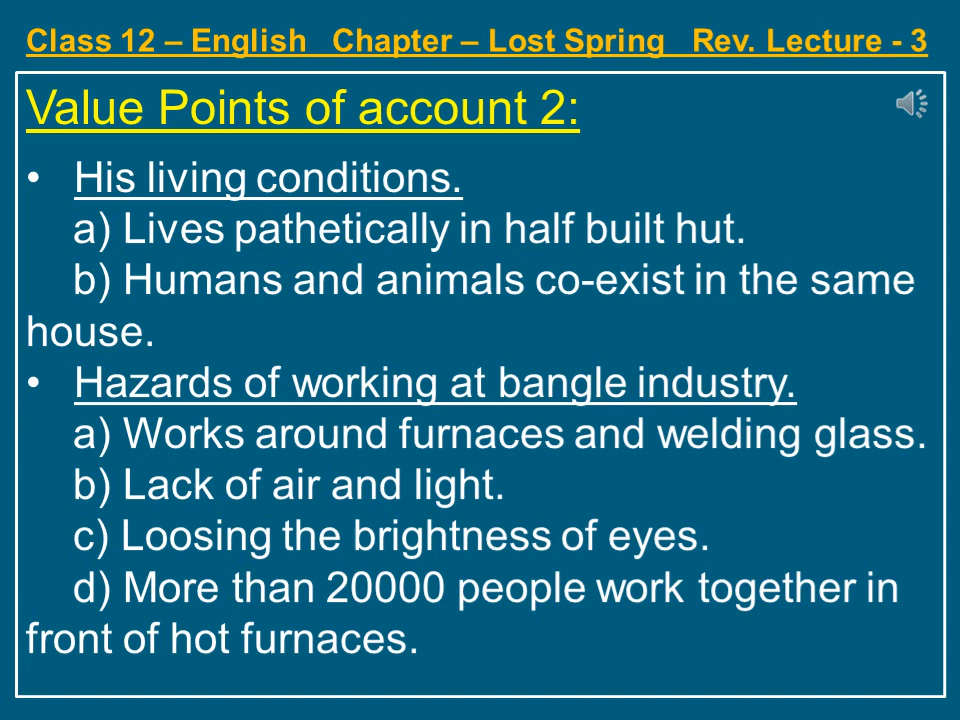 Class 12 – English   Chapter – Lost Spring   Rev. Lecture - 3
Value Points of account 2:
• His living conditions.
a) Lives pathetically in half built hut.
b) Humans and animals co-exist in the same
house.
• Hazards of working at bangle industry.
a) Works around furnaces and welding glass.
b) Lack of air and light.
c) Loosing the brightness of eyes.
d) More than 20000 people work together in
front of hot furnaces.